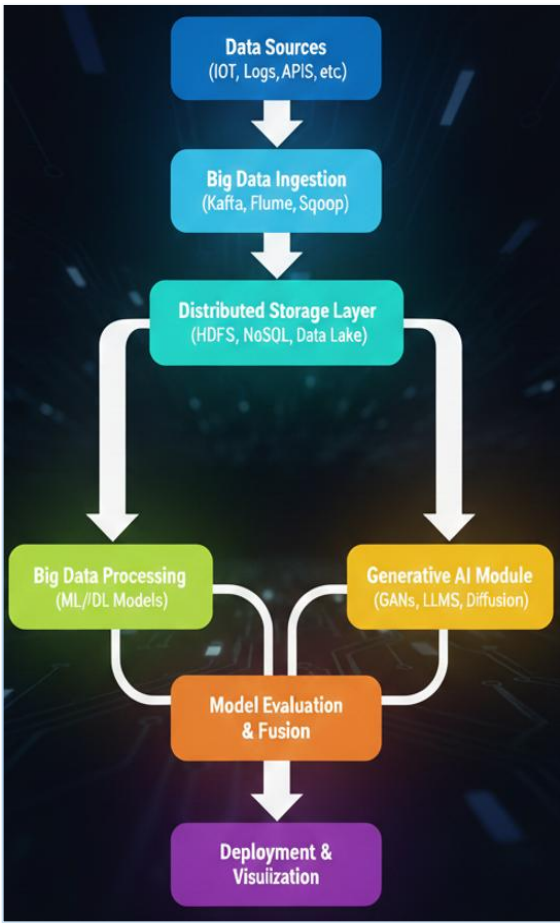 Data Sources
(IOT, Logs, APIS, etc)
Big Data Ingestion
(Kafta, Flume, Sqoop)
Distributed Storage Layer
(HDFS, NoSQL, Data Lake)
Big Data Processing
(ML/⁄DL Models)
Generative AI Module
(GANs, LLMS, Diffusion)
Model Evaluation
& Fusion
Deployment &
Visuiization